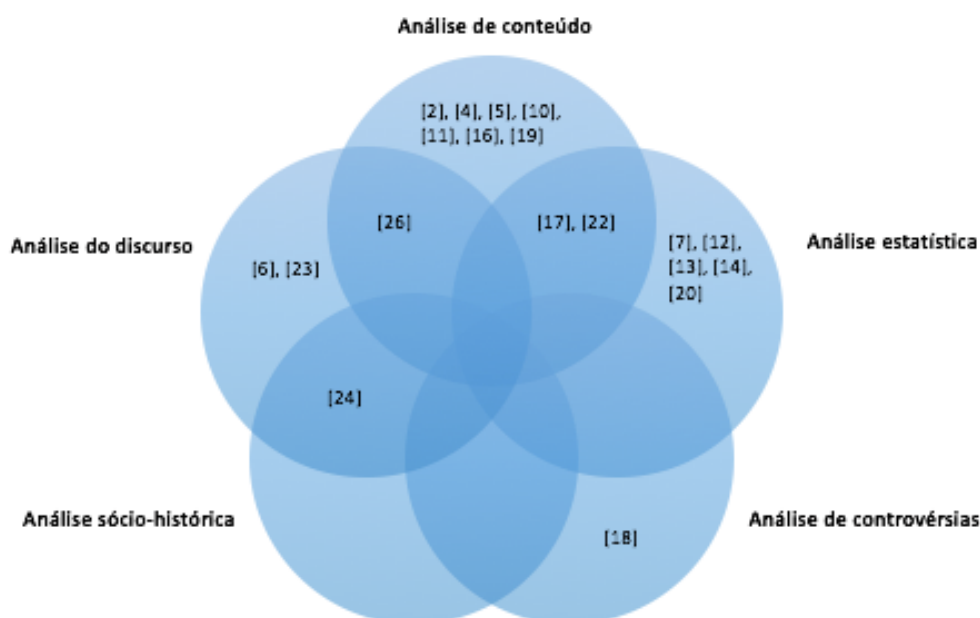 Análise de conteúdo
[2], [4], [5], [10],
[11], [16], [19]
[26]
[17], [22]
Análise do discurso
Análise estatística
[7], [12],
[13], [14],
[20]
[6], [23]
[24]
Análise sócio-histórica
Análise de controvérsias
[18]